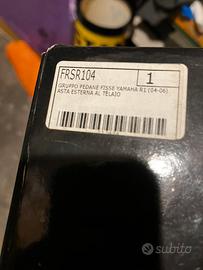 FRSR104
1
GRUPPO PEDANE FISSE YAMAHA R1 (04-06)
ASTA ESTERNA AL TELAIO
subito